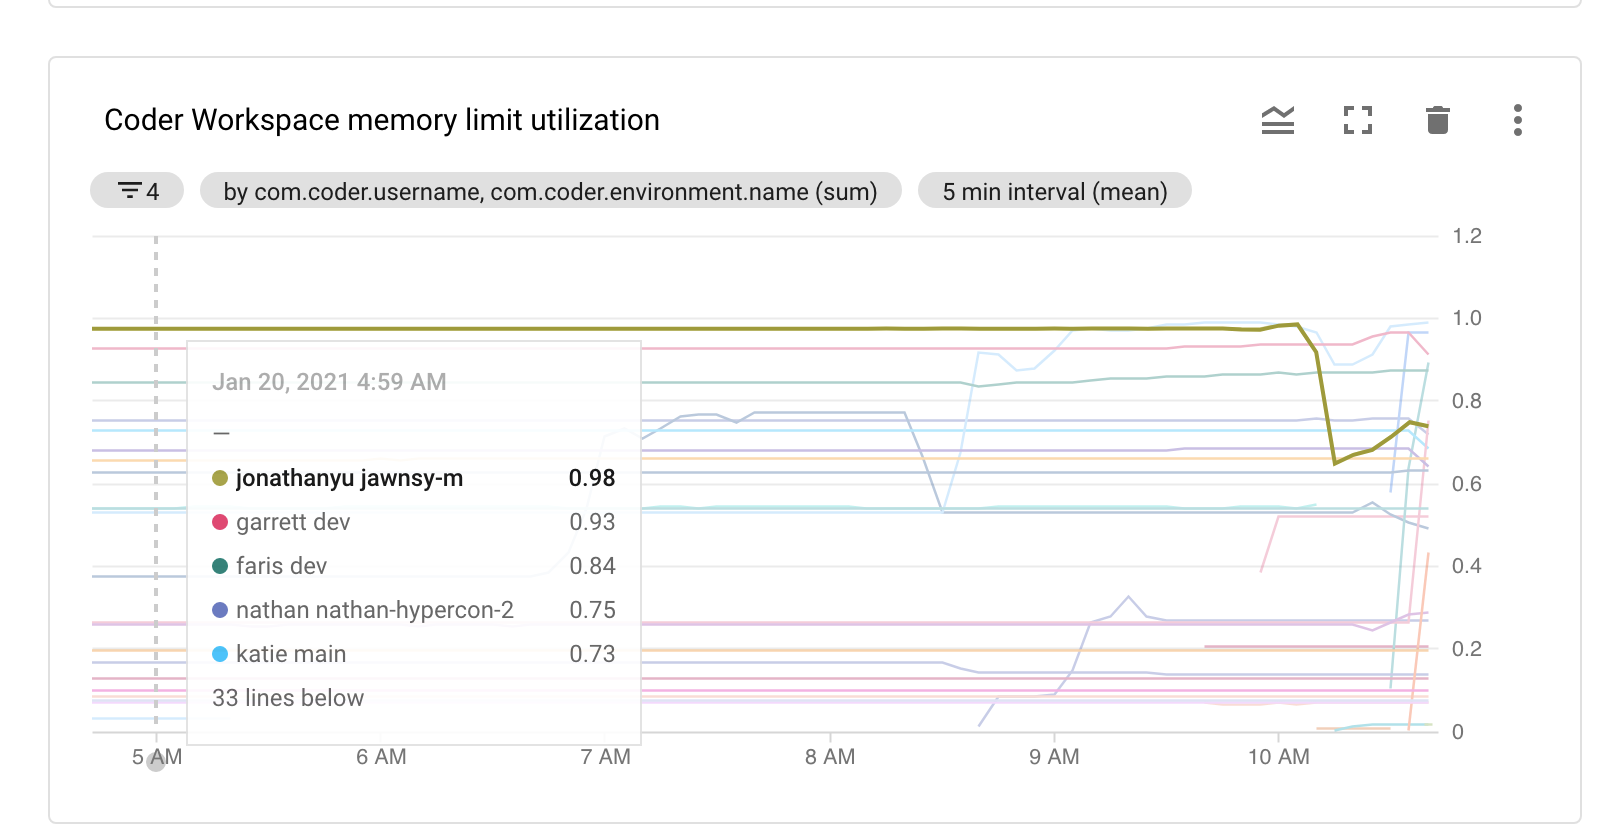 Coder Workspace memory limit utilization
4
by com.coder.username, com.coder.environment.name (sum)
5 min interval (mean)
1.2
1.0
0.8
0.6
0.4
0.2
0
Jan 20, 2021 4:59 AM
—
jonathanyu jawnsy-m 0.98
garrett dev 0.93
faris dev 0.84
nathan nathan-hypercon-2 0.75
katie main 0.73
33 lines below
5 AM 6 AM 7 AM 8 AM 9 AM 10 AM